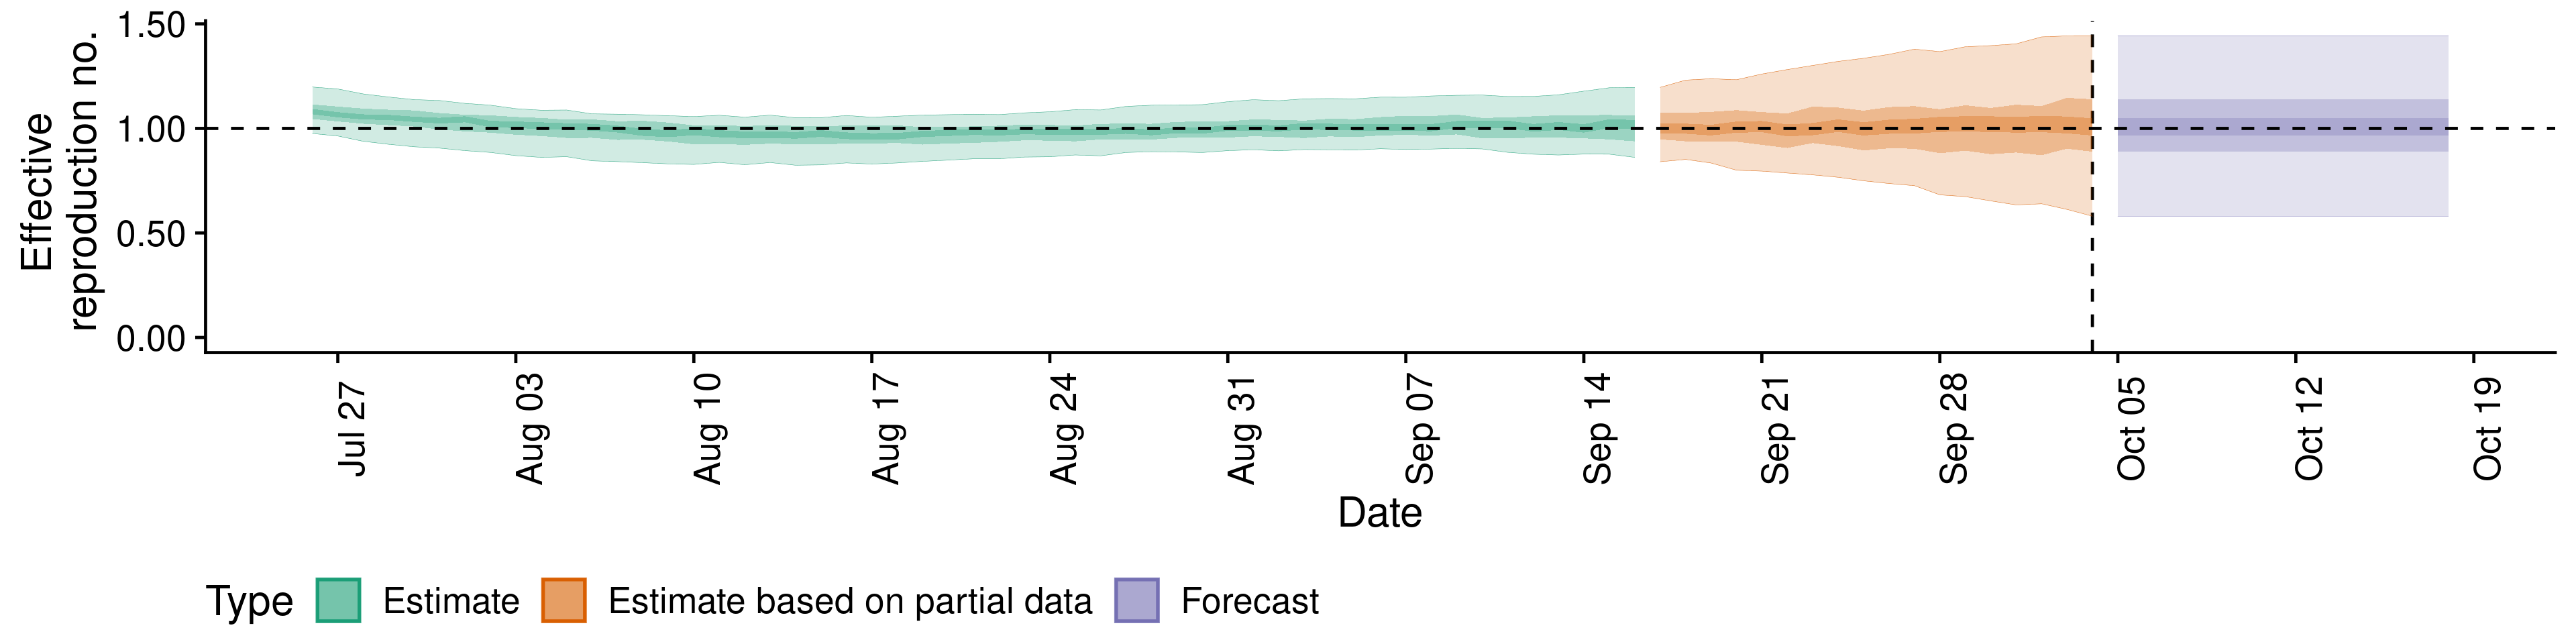 Effective
reproduction no.
1.50
1.00
0.50
0.00
Jul 27
Aug 03
Aug 10
Aug 17
Aug 24
Aug 31
Sep 07
Sep 14
Sep 21
Sep 28
Oct 05
Oct 12
Oct 19
Date
Type Estimate Estimate based on partial data Forecast